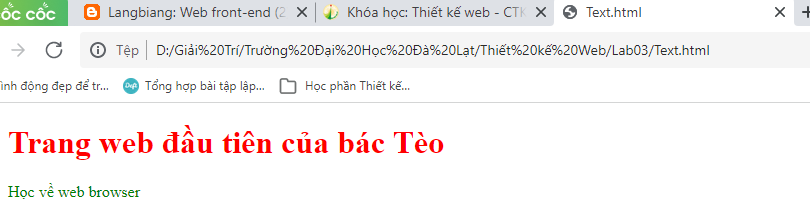 ốc cốc
Langbiang: Web front-end (2
Khóa học: Thiết kế web - CTK
Text.html
Tệp
D:/Giải%20Trí/Trường%20Đại%20Học%20Đà%20Lạt/Thiết%20kế%20Web/Lab03/Text.html
ình động đẹp để tr...
Tổng hợp bài tập lập...
Học phần Thiết kế...
Trang web đầu tiên của bác Tèo
Học về web browser